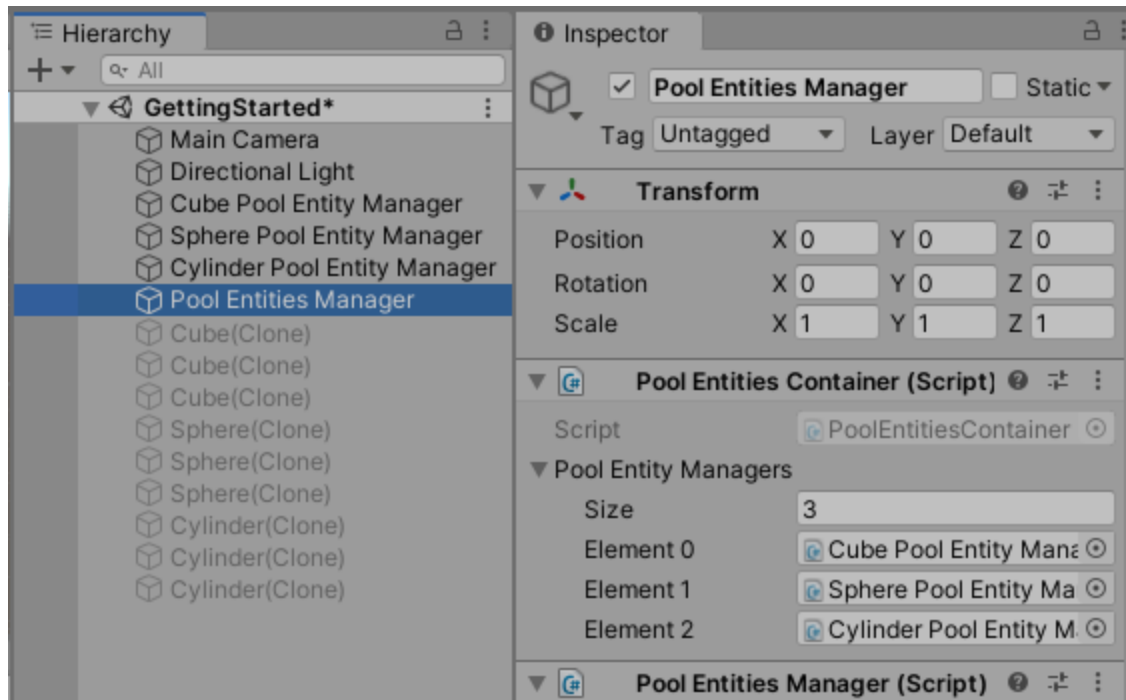 Hierarchy
All
GettingStarted*
Main Camera
Directional Light
Cube Pool Entity Manager
Sphere Pool Entity Manager
Cylinder Pool Entity Manager
Pool Entities Manager
Cube(Clone)
Cube(Clone)
Cube(Clone)
Sphere(Clone)
Sphere(Clone)
Sphere(Clone)
Cylinder(Clone)
Cylinder(Clone)
Cylinder(Clone)
Inspector
Pool Entities Manager Static
Tag Untagged Layer Default
Transform
Position X 0 Y 0 Z 0
Rotation X 0 Y 0 Z 0
Scale X 1 Y 1 Z 1
Pool Entities Container (Script)
Script PoolEntitiesContainer
Pool Entity Managers
Size 3
Element 0 Cube Pool Entity Mana
Element 1 Sphere Pool Entity Ma
Element 2 Cylinder Pool Entity M
Pool Entities Manager (Script)